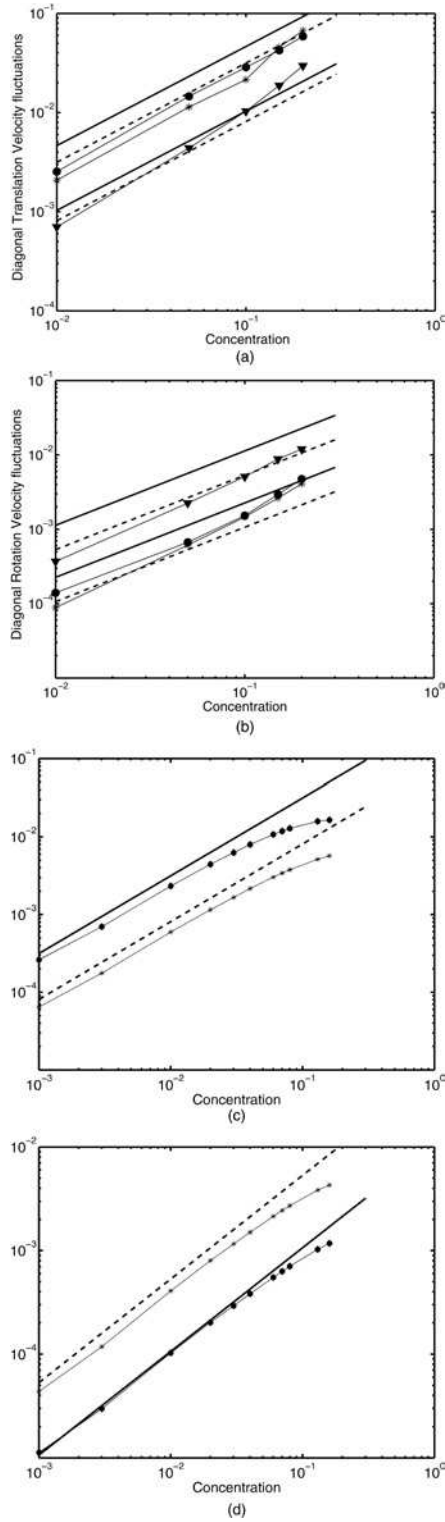 10⁻¹
10⁻²
10⁻³
10⁻⁴
Diagonal Translation Velocity fluctuations
10⁻² 10⁻¹ 10⁰
Concentration
(a)
10⁻¹
10⁻²
10⁻³
10⁻⁴
Diagonal Rotation Velocity fluctuations
10⁻² 10⁻¹ 10⁰
Concentration
(b)
10⁻¹
10⁻²
10⁻³
10⁻⁴
10⁻³ 10⁻² 10⁻¹ 10⁰
Concentration
(c)
10⁻²
10⁻³
10⁻⁴
10⁻³ 10⁻² 10⁻¹ 10⁰
Concentration
(d)